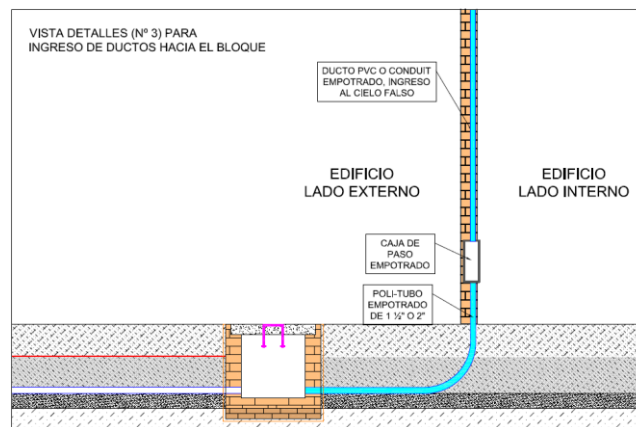 VISTA DETALLES (Nº 3) PARA
INGRESO DE DUCTOS HACIA EL BLOQUE
DUCTO PVC O CONDUIT
EMPOTRADO, INGRESO
AL CIELO FALSO
EDIFICIO
LADO EXTERNO
EDIFICIO
LADO INTERNO
CAJA DE
PASO
EMPOTRADO
POLI-TUBO
EMPOTRADO
DE 1 ½" O 2"